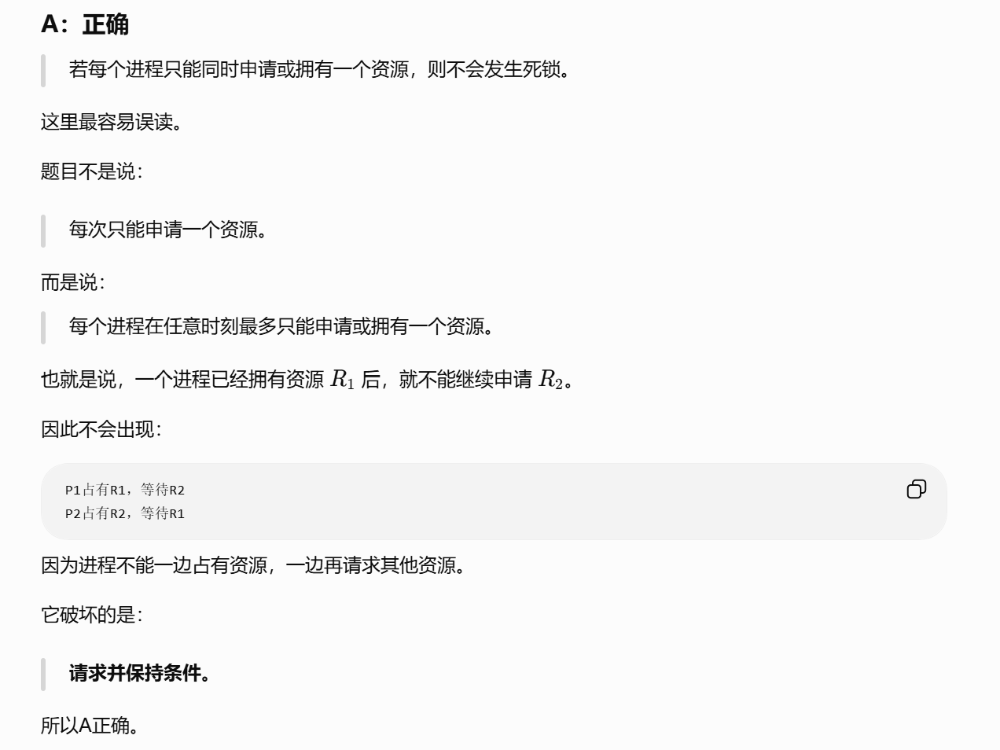 A：正确
若每个进程只能同时申请或拥有一个资源，则不会发生死锁。
这里最容易误读。
题目不是说：
每次只能申请一个资源。
而是说：
每个进程在任意时刻最多只能申请或拥有一个资源。
也就是说，一个进程已经拥有资源 R₁ 后，就不能继续申请 R₂。
因此不会出现：
P1占有R1，等待R2
P2占有R2，等待R1
因为进程不能一边占有资源，一边再请求其他资源。
它破坏的是：
请求并保持条件。
所以A正确。